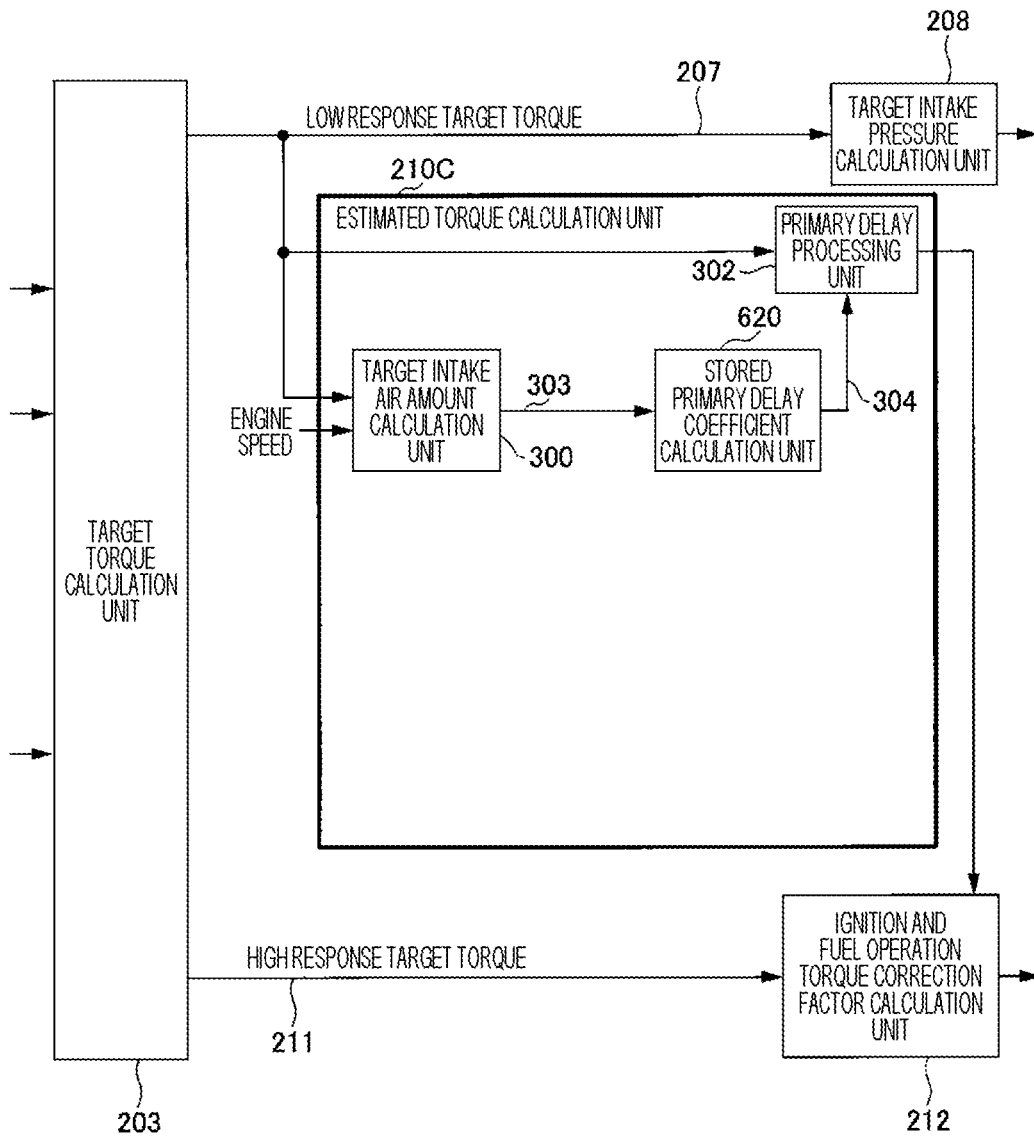 208
207
LOW RESPONSE TARGET TORQUE
TARGET INTAKE
PRESSURE
CALCULATION UNIT
210C
ESTIMATED TORQUE CALCULATION UNIT
PRIMARY DELAY
PROCESSING
UNIT
302
620
TARGET INTAKE
AIR AMOUNT
CALCULATION
UNIT
303
STORED
PRIMARY DELAY
COEFFICIENT
CALCULATION UNIT
304
ENGINE
SPEED
300
TARGET
TORQUE
CALCULATION
UNIT
HIGH RESPONSE TARGET TORQUE
211
IGNITION AND
FUEL OPERATION
TORQUE CORRECTION
FACTOR CALCULATION
UNIT
203
212